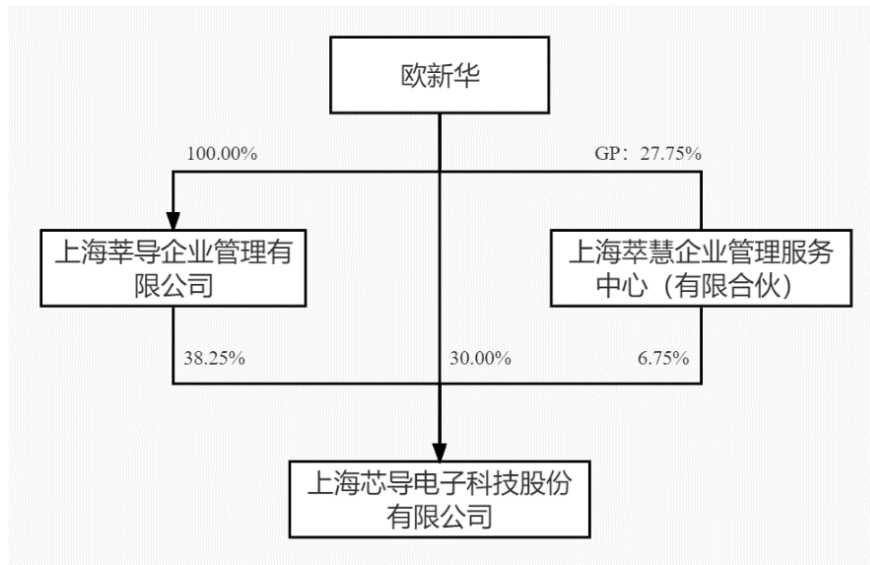 欧新华
100.00%
GP：27.75%
上海莘导企业管理有
限公司
上海萃慧企业管理服务
中心（有限合伙）
38.25%
30.00%
6.75%
上海芯导电子科技股份
有限公司